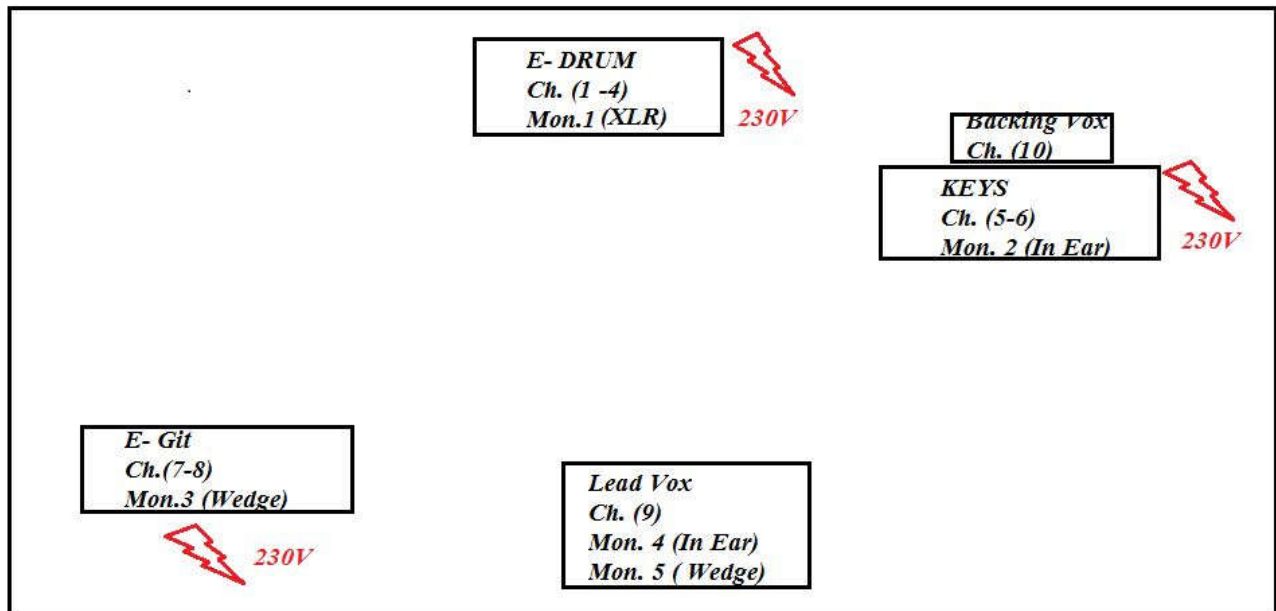 E- DRUM
Ch. (1 -4)
Mon.1 (XLR)
230V
Backing Vox
Ch. (10)
KEYS
Ch. (5-6)
Mon. 2 (In Ear)
230V
E- Git
Ch.(7-8)
Mon.3 (Wedge)
230V
Lead Vox
Ch. (9)
Mon. 4 (In Ear)
Mon. 5 ( Wedge)